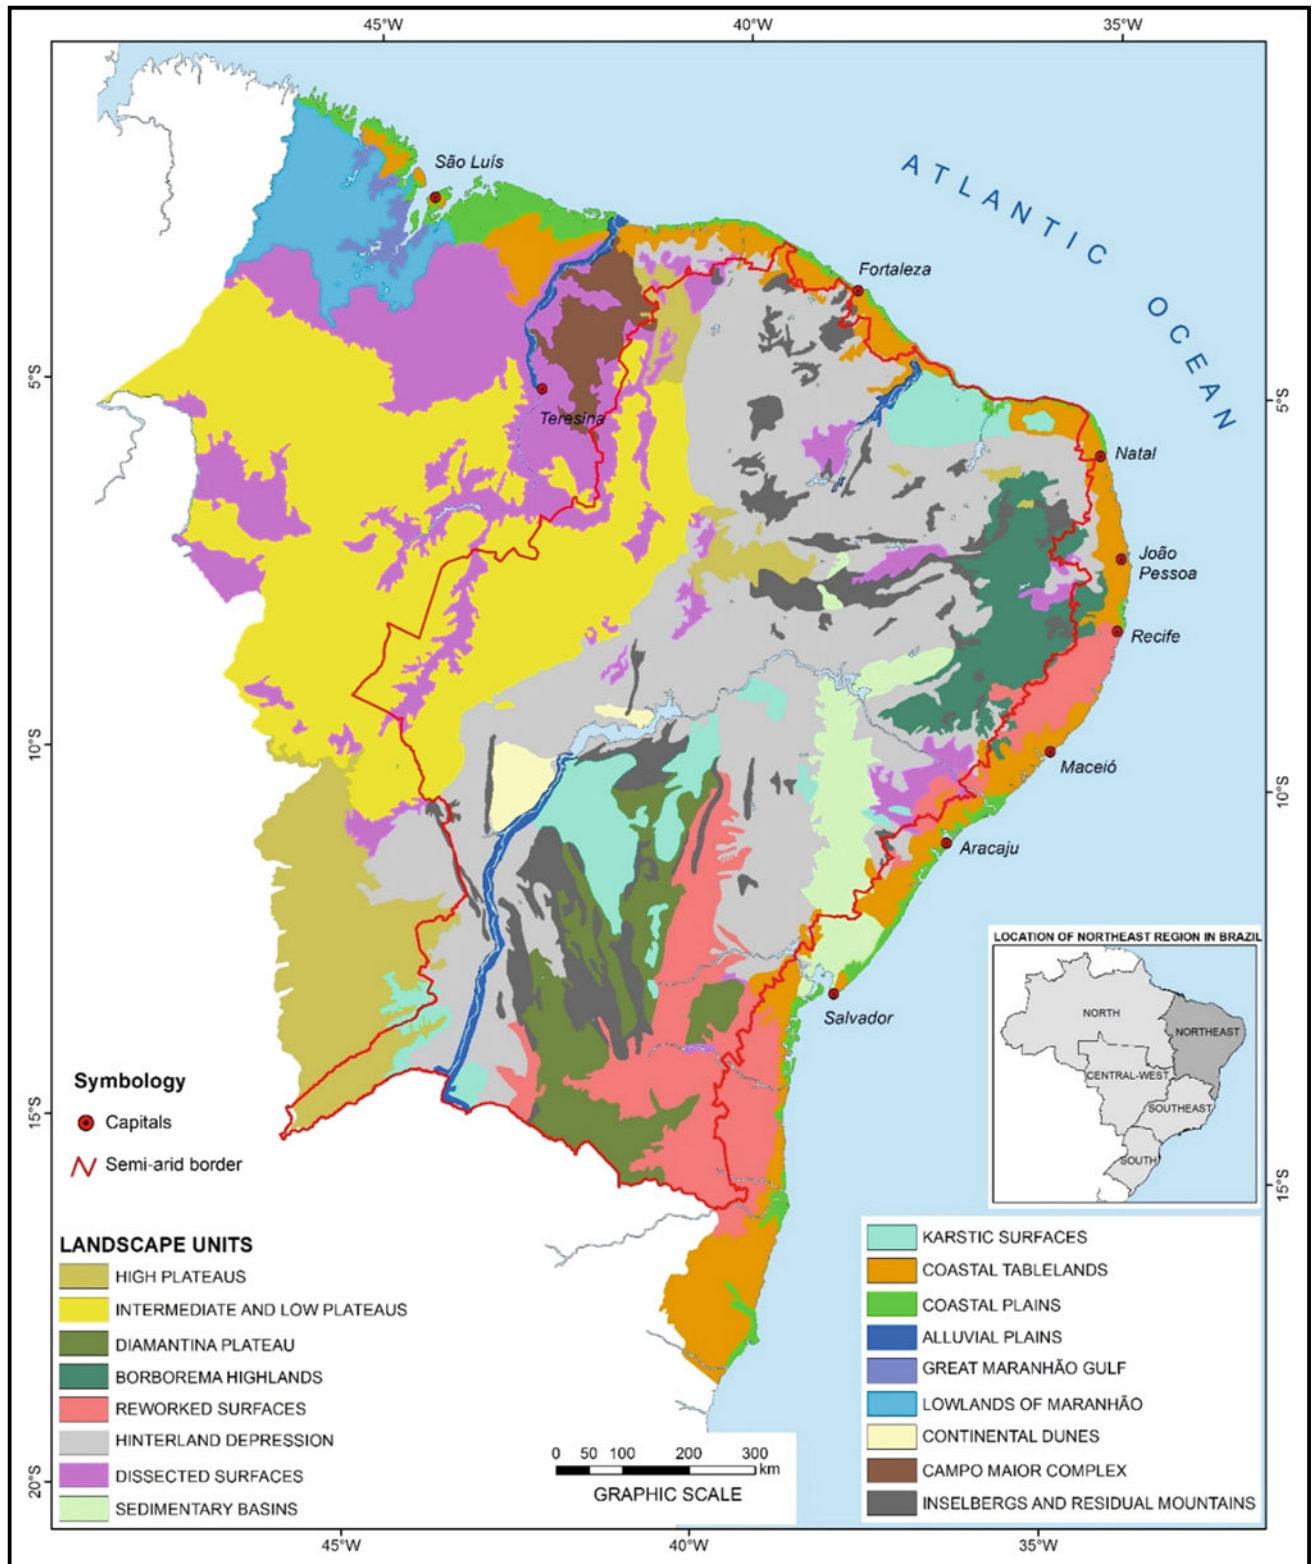 45°W
40°W
35°W
São Luís
ATLANTIC
OCEAN
Fortaleza
5°S
5°S
Teresina
Natal
João
Pessoa
Recife
10°S
Maceió
10°S
Aracaju
Salvador
LOCATION OF NORTHEAST REGION IN BRAZIL
NORTH
NORTHEAST
CENTRAL-WEST
SOUTHEAST
SOUTH
Symbology
Capitals
Semi-arid border
15°S
15°S
LANDSCAPE UNITS
HIGH PLATEAUS
INTERMEDIATE AND LOW PLATEAUS
DIAMANTINA PLATEAU
BORBOREMA HIGHLANDS
REWORKED SURFACES
HINTERLAND DEPRESSION
DISSECTED SURFACES
SEDIMENTARY BASINS
0 50 100 200 300
km
GRAPHIC SCALE
KARSTIC SURFACES
COASTAL TABLELANDS
COASTAL PLAINS
ALLUVIAL PLAINS
GREAT MARANHÃO GULF
LOWLANDS OF MARANHÃO
CONTINENTAL DUNES
CAMPO MAIOR COMPLEX
INSELBERGS AND RESIDUAL MOUNTAINS
20°S
45°W
40°W
35°W